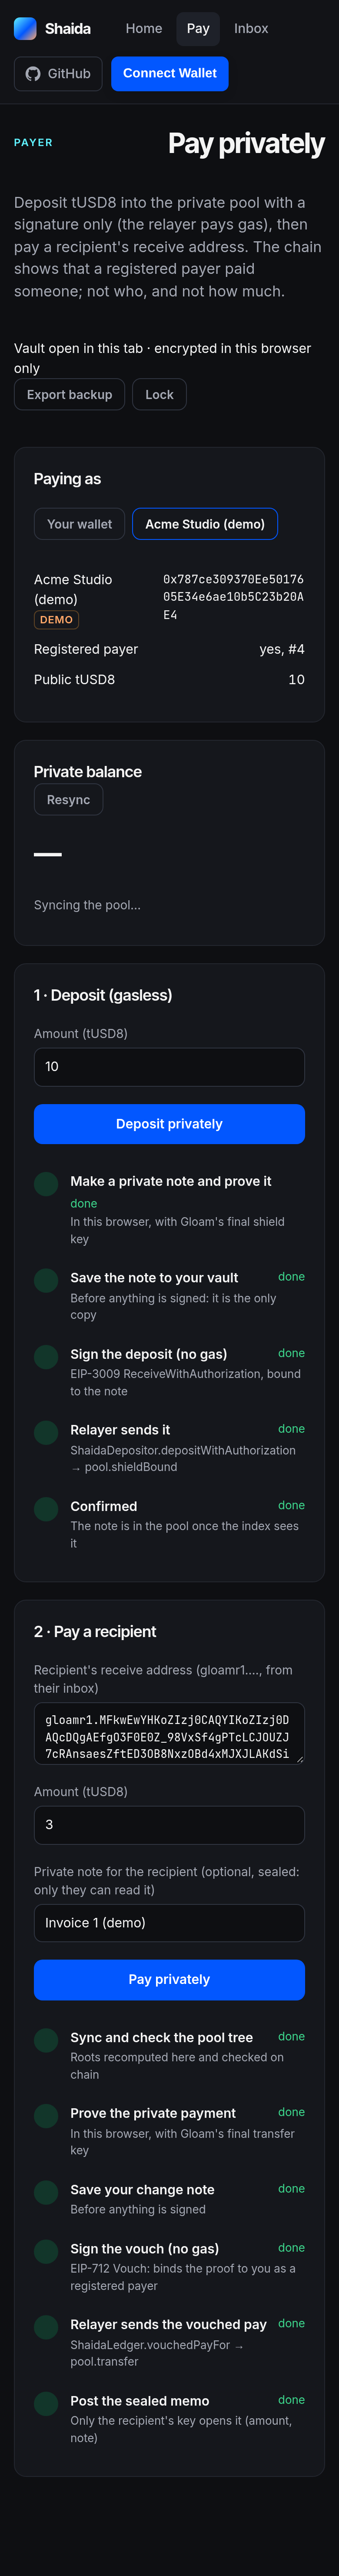 Shaida
Home
Pay
Inbox
GitHub
Connect Wallet
PAYER
Pay privately
Deposit tUSD8 into the private pool with a
signature only (the relayer pays gas), then
pay a recipient's receive address. The chain
shows that a registered payer paid
someone; not who, and not how much.
Vault open in this tab · encrypted in this browser
only
Export backup
Lock
Paying as
Your wallet
Acme Studio (demo)
Acme Studio
(demo)
DEMO
0x787ce309370Ee50176
05E34e6ae10b5C23b20A
E4
Registered payer
yes, #4
Public tUSD8
10
Private balance
Resync
—
Syncing the pool...
1 · Deposit (gasless)
Amount (tUSD8)
10
Deposit privately
Make a private note and prove it
done
In this browser, with Gloam's final shield
key
Save the note to your vault
done
Before anything is signed: it is the only
copy
Sign the deposit (no gas)
done
EIP-3009 ReceiveWithAuthorization, bound
to the note
Relayer sends it
done
ShaidaDepositor.depositWithAuthorization
→ pool.shieldBound
Confirmed
done
The note is in the pool once the index sees
it
2 · Pay a recipient
Recipient's receive address (gloamr1...., from
their inbox)
gloamr1.MFkwEwYHKoZIzj0CAQYIKoZIzj0D
AQcDQgAEfgO3F0E0Z_98VxSf4gPTcLCJOUZJ
7cRAnsaesZftED3OB8NxzOBd4xMJXJLAKdSi
Amount (tUSD8)
3
Private note for the recipient (optional, sealed:
only they can read it)
Invoice 1 (demo)
Pay privately
Sync and check the pool tree
done
Roots recomputed here and checked on
chain
Prove the private payment
done
In this browser, with Gloam's final transfer
key
Save your change note
done
Before anything is signed
Sign the vouch (no gas)
done
EIP-712 Vouch: binds the proof to you as a
registered payer
Relayer sends the vouched pay
done
ShaidaLedger.vouchedPayFor →
pool.transfer
Post the sealed memo
done
Only the recipient's key opens it (amount,
note)